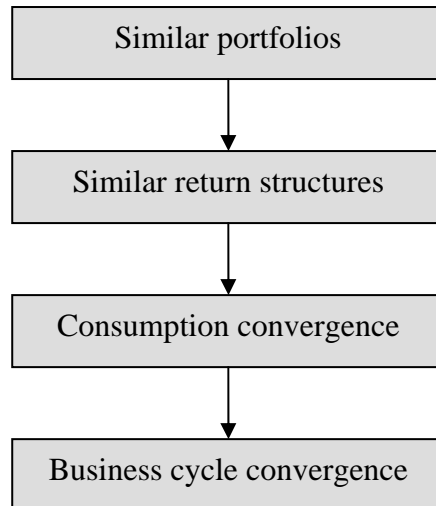 Similar portfolios
Similar return structures
Consumption convergence
Business cycle convergence